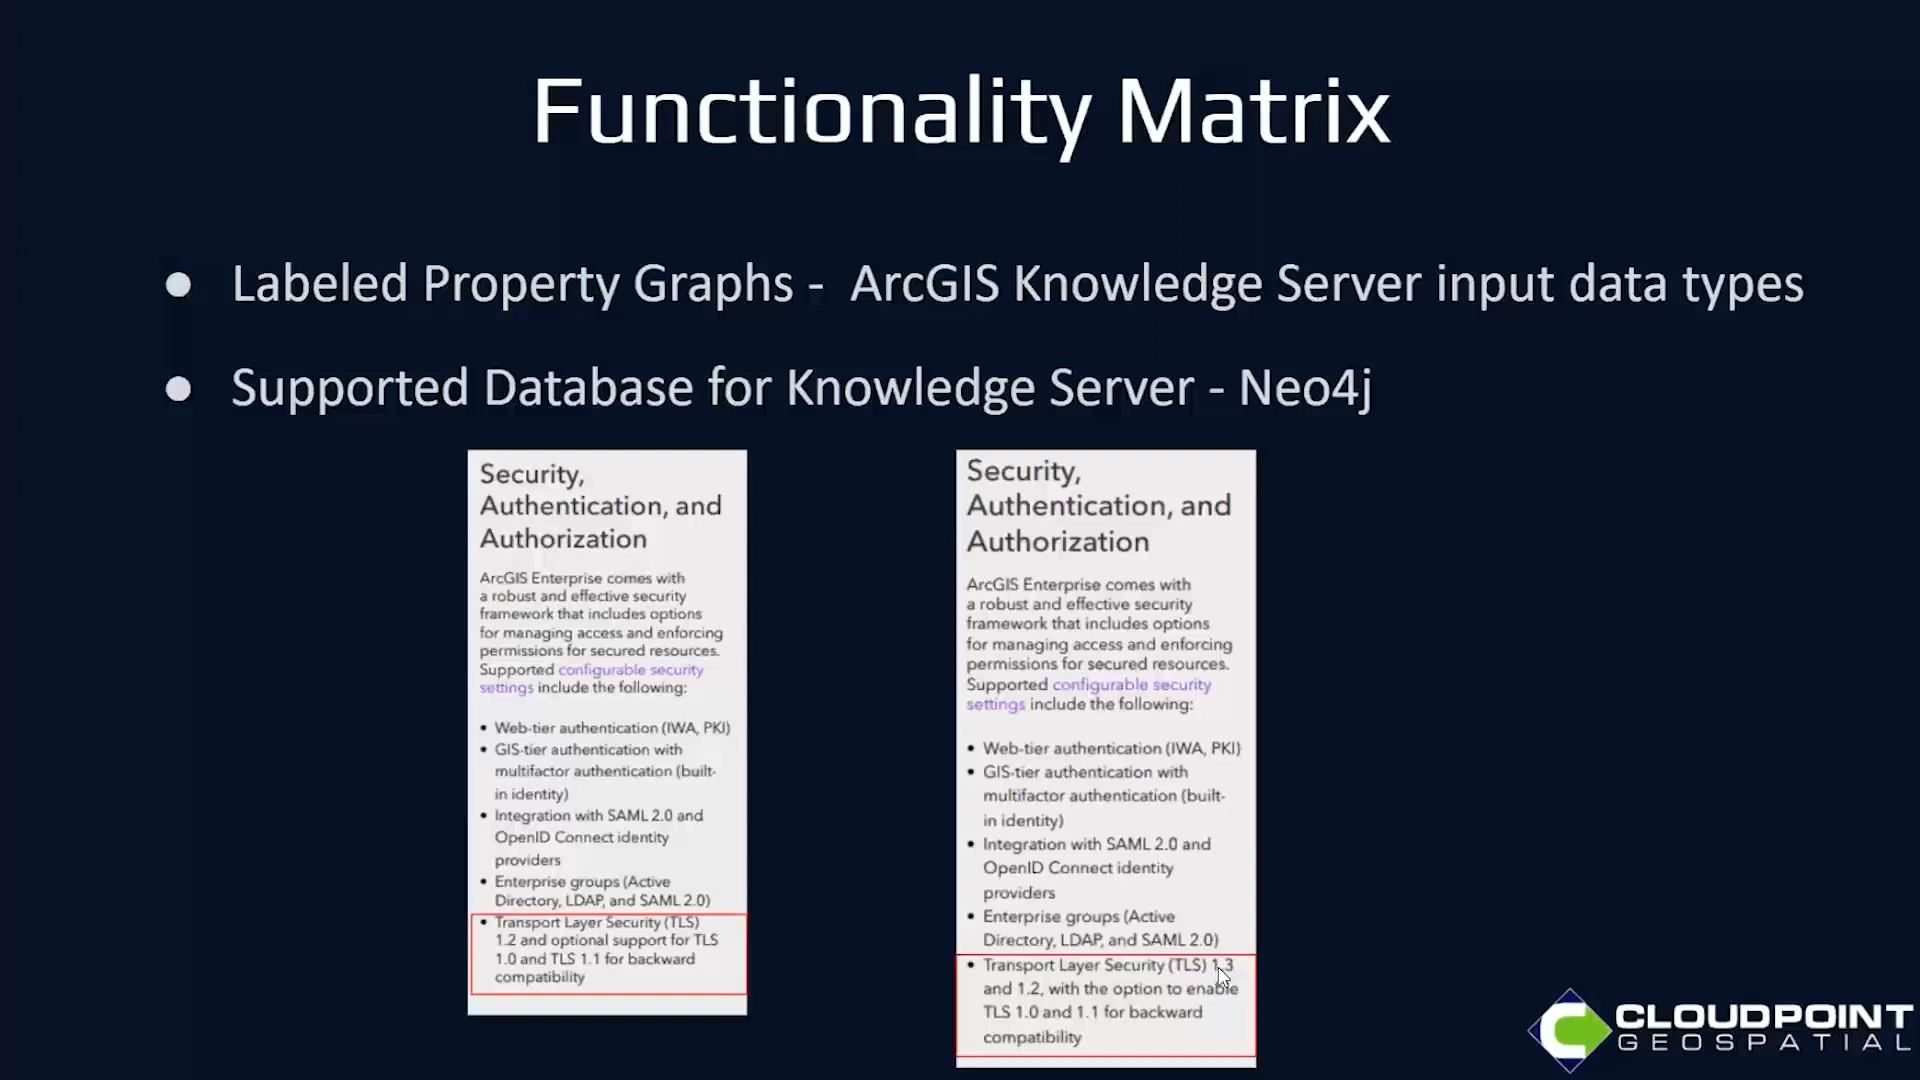 Functionality Matrix
● Labeled Property Graphs - ArcGIS Knowledge Server input data types
● Supported Database for Knowledge Server - Neo4j
Security,
Authentication, and
Authorization
ArcGIS Enterprise comes with
a robust and effective security
framework that includes options
for managing access and enforcing
permissions for secured resources.
Supported configurable security
settings include the following:
• Web-tier authentication (IWA, PKI)
• GIS-tier authentication with
multifactor authentication (built-
in identity)
• Integration with SAML 2.0 and
OpenID Connect identity
providers
• Enterprise groups (Active
Directory, LDAP, and SAML 2.0)
• Transport Layer Security (TLS)
1.2 and optional support for TLS
1.0 and TLS 1.1 for backward
compatibility
Security,
Authentication, and
Authorization
ArcGIS Enterprise comes with
a robust and effective security
framework that includes options
for managing access and enforcing
permissions for secured resources.
Supported configurable security
settings include the following:
• Web-tier authentication (IWA, PKI)
• GIS-tier authentication with
multifactor authentication (built-
in identity)
• Integration with SAML 2.0 and
OpenID Connect identity
providers
• Enterprise groups (Active
Directory, LDAP, and SAML 2.0)
• Transport Layer Security (TLS) 1.3
and 1.2, with the option to enable
TLS 1.0 and 1.1 for backward
compatibility
CLOUDPOINT
GEOSPATIAL